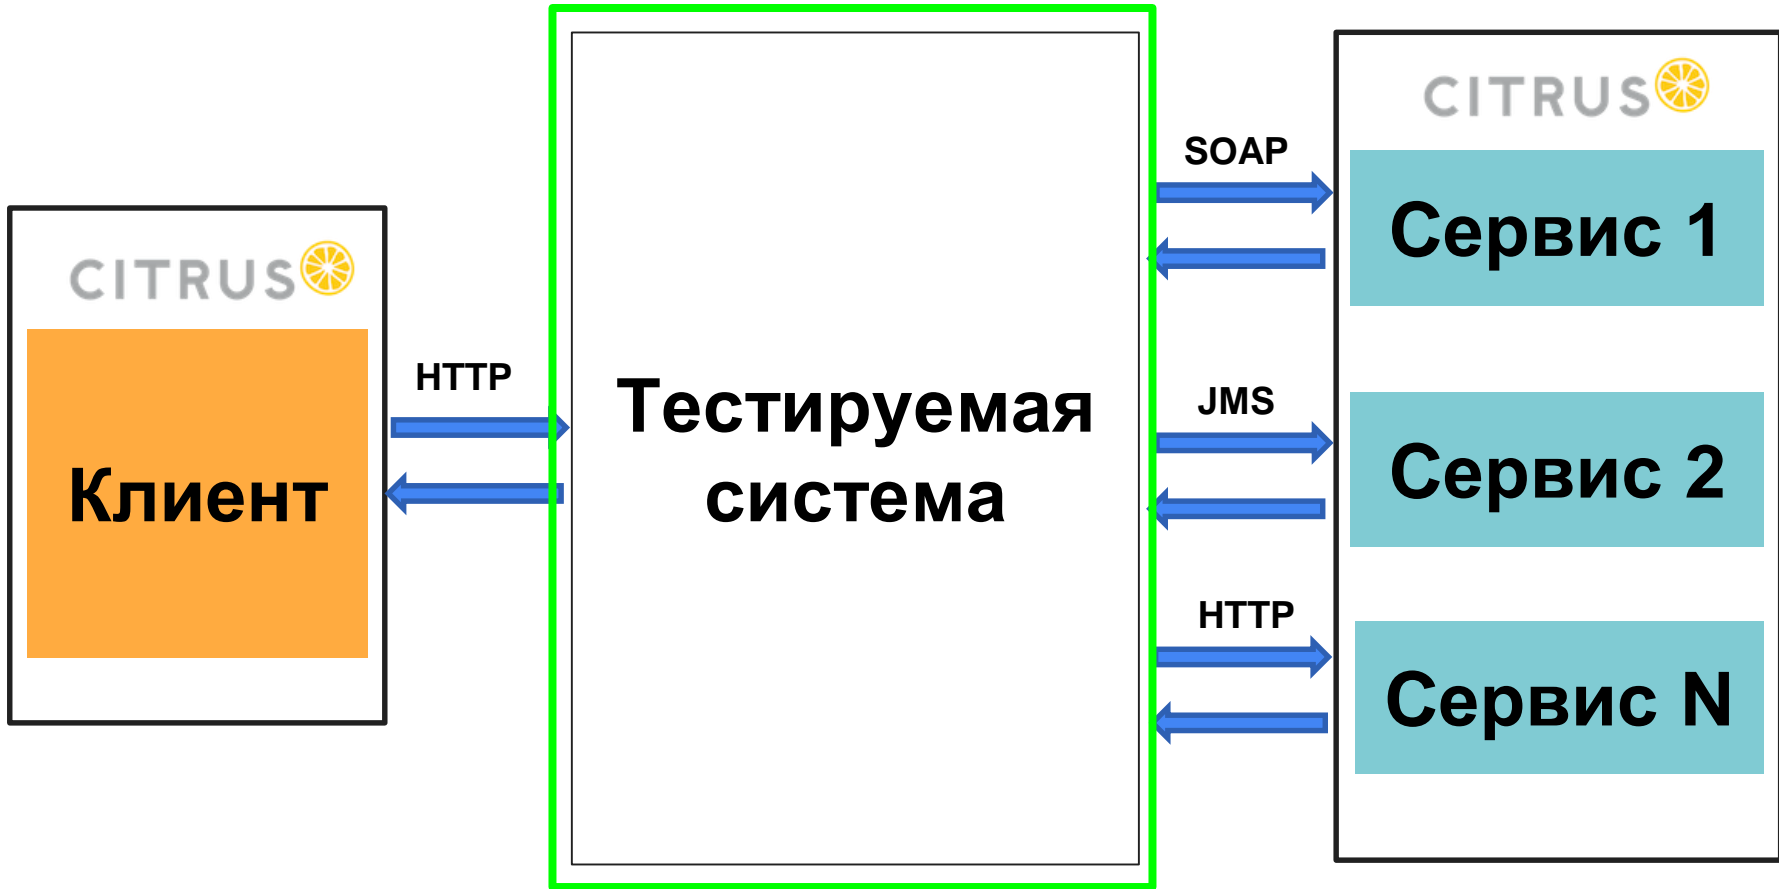 CITRUS
Клиент
HTTP
Тестируемая
система
SOAP
JMS
HTTP
CITRUS
Сервис 1
Сервис 2
Сервис N